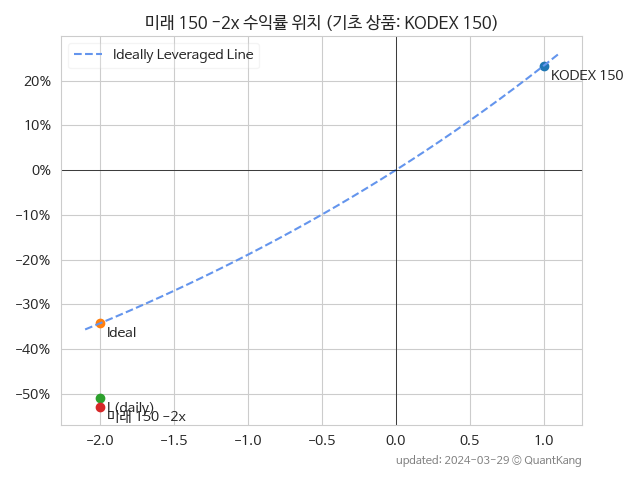 미래 150 -2x 수익률 위치 (기초 상품: KODEX 150)
Ideally Leveraged Line
20%
10%
0%
-10%
-20%
-30%
-40%
-50%
KODEX 150
Ideal
(daily)
미래 150 -2x
-2.0 -1.5 -1.0 -0.5 0.0 0.5 1.0
updated: 2024-03-29 © QuantKang